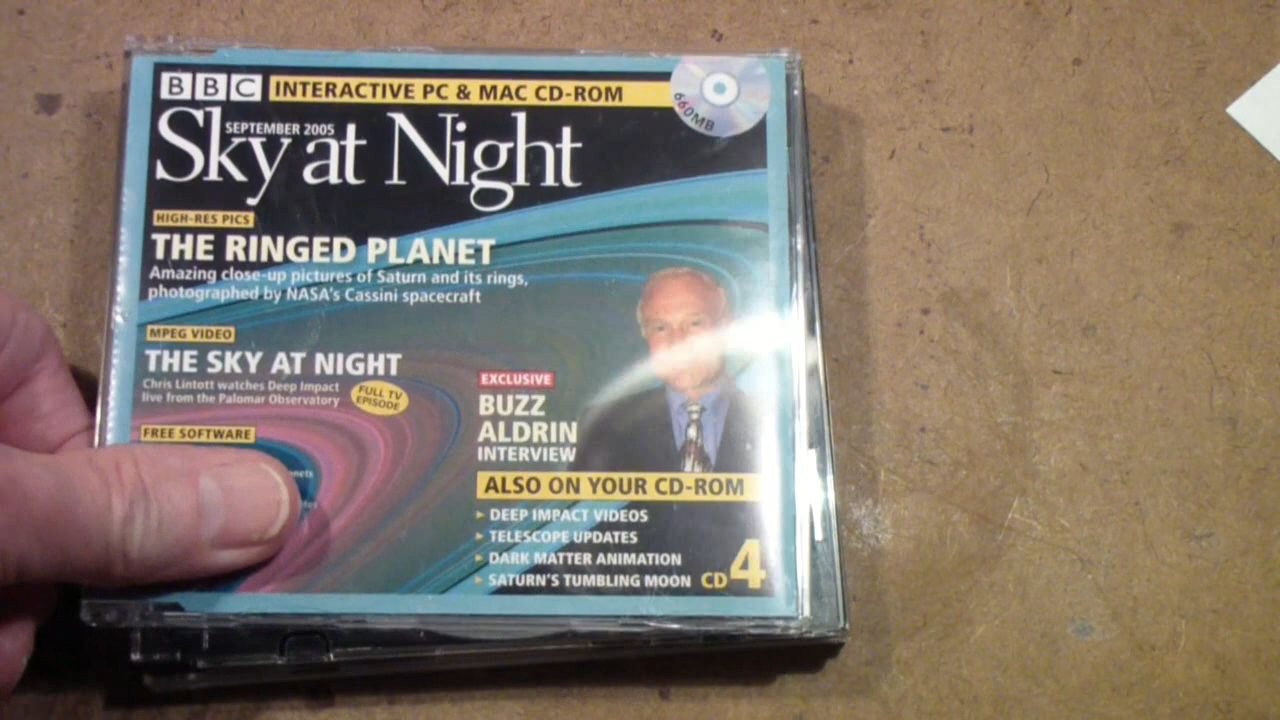 BBC INTERACTIVE PC & MAC CD-ROM
660MB
SEPTEMBER 2005
Sky at Night
HIGH-RES PICS
THE RINGED PLANET
Amazing close-up pictures of Saturn and its rings,
photographed by NASA's Cassini spacecraft
MPEG VIDEO
THE SKY AT NIGHT
Chris Lintott watches Deep Impact
live from the Palomar Observatory
FULL TV
EPISODE
FREE SOFTWARE
EXCLUSIVE
BUZZ
ALDRIN
INTERVIEW
ALSO ON YOUR CD-ROM
DEEP IMPACT VIDEOS
TELESCOPE UPDATES
DARK MATTER ANIMATION
SATURN'S TUMBLING MOON
CD4